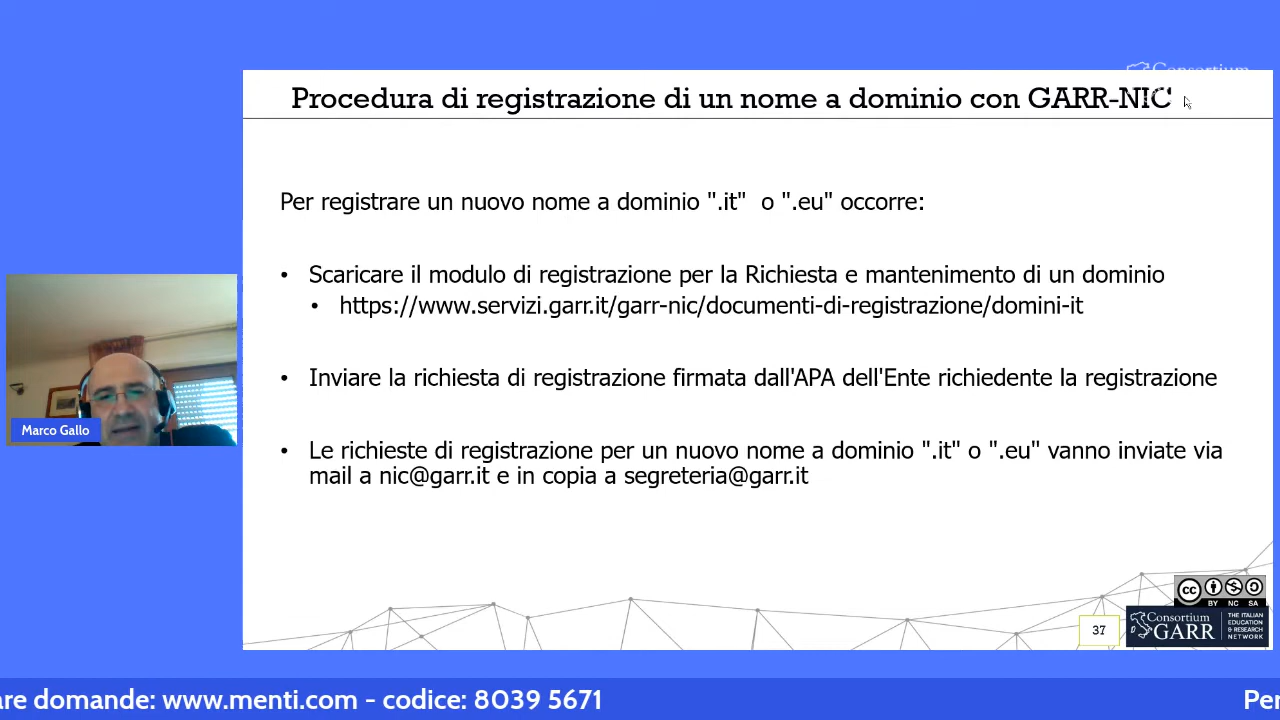 Consortium
Procedura di registrazione di un nome a dominio con GARR-NIC
Per registrare un nuovo nome a dominio ".it" o ".eu" occorre:
• Scaricare il modulo di registrazione per la Richiesta e mantenimento di un dominio
• https://www.servizi.garr.it/garr-nic/documenti-di-registrazione/domini-it
• Inviare la richiesta di registrazione firmata dall'APA dell'Ente richiedente la registrazione
• Le richieste di registrazione per un nuovo nome a dominio ".it" o ".eu" vanno inviate via
mail a nic@garr.it e in copia a segreteria@garr.it
Marco Gallo
cc
BY NC SA
37
Consortium
GARR
THE ITALIAN
EDUCATION
& RESEARCH
NETWORK
are domande: www.menti.com - codice: 8039 5671
Per